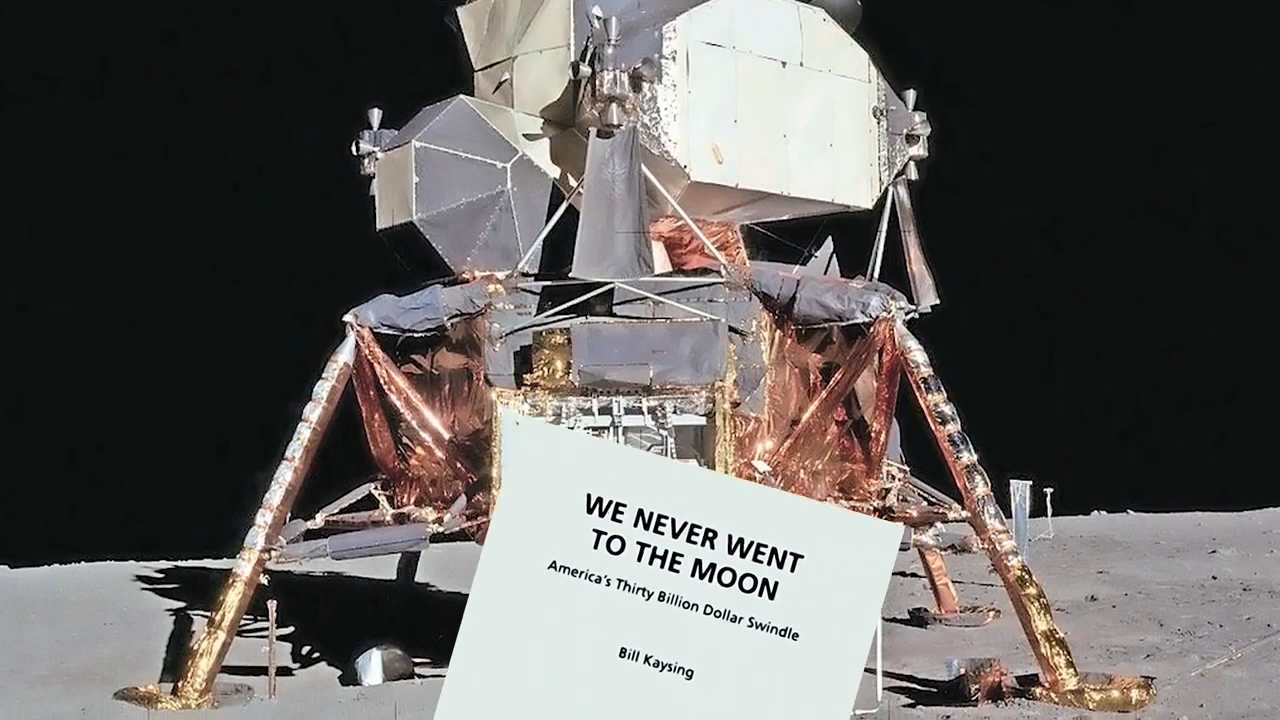 WE NEVER WENT
TO THE MOON
America's Thirty Billion Dollar Swindle
Bill Kaysing